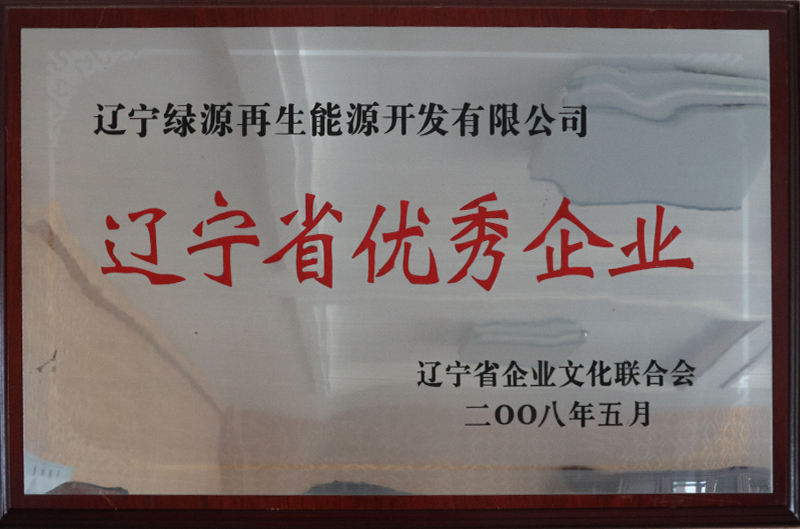 辽宁绿源再生能源开发有限公司
辽宁省优秀企业
辽宁省企业文化联合会
二OO八年五月